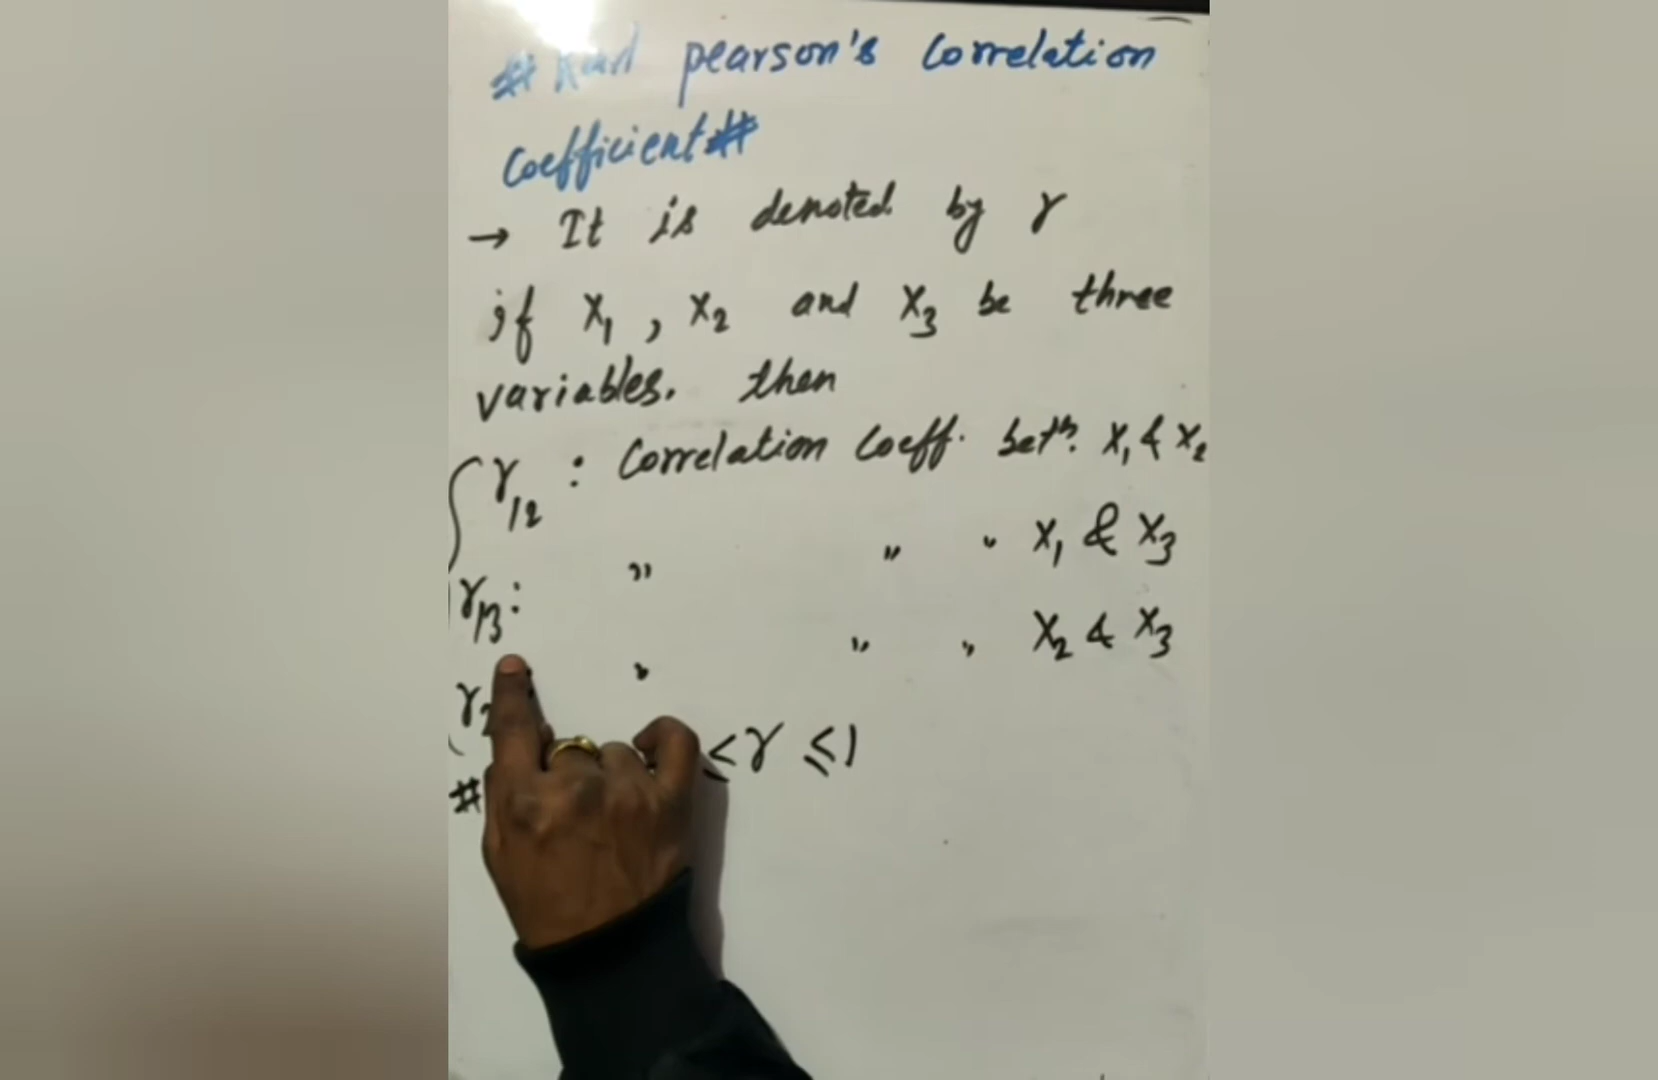 # Karl pearson's Correlation
Coefficient #
→ It is denoted by r
if X₁, X₂ and X₃ be three
variables. then
r₁₂ : Correlation Coeff. betⁿ. X₁ & X₂
r₁₃ : " " " X₁ & X₃
r₂ : " " " X₂ & X₃
# ≤ r ≤ 1